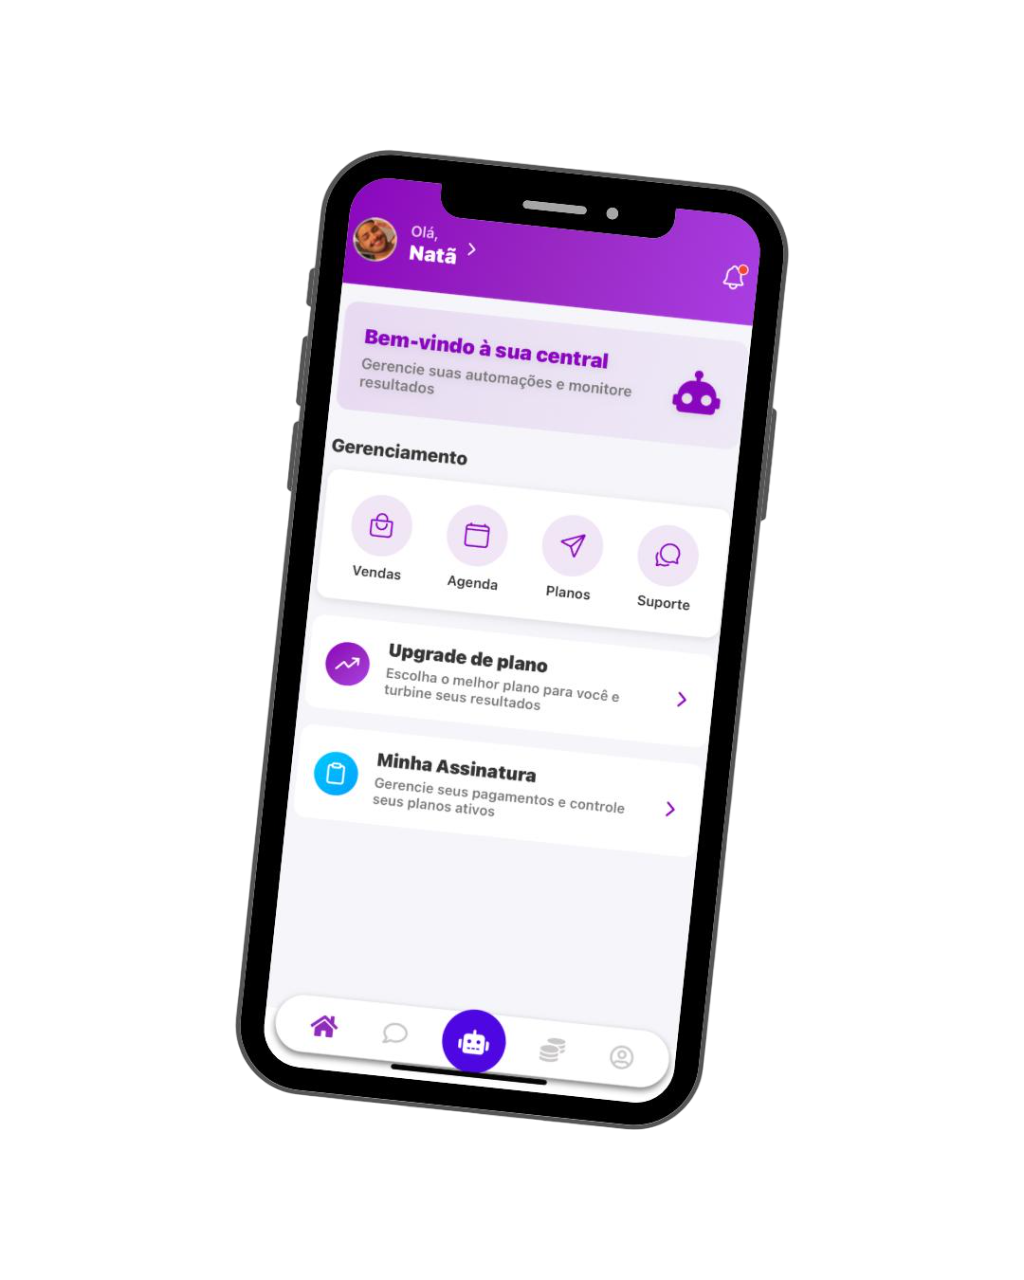 Olá,
Natã
Bem-vindo à sua central
Gerencie suas automações e monitore
resultados
Gerenciamento
Vendas
Agenda
Planos
Suporte
Upgrade de plano
Escolha o melhor plano para você e
turbine seus resultados
Minha Assinatura
Gerencie seus pagamentos e controle
seus planos ativos